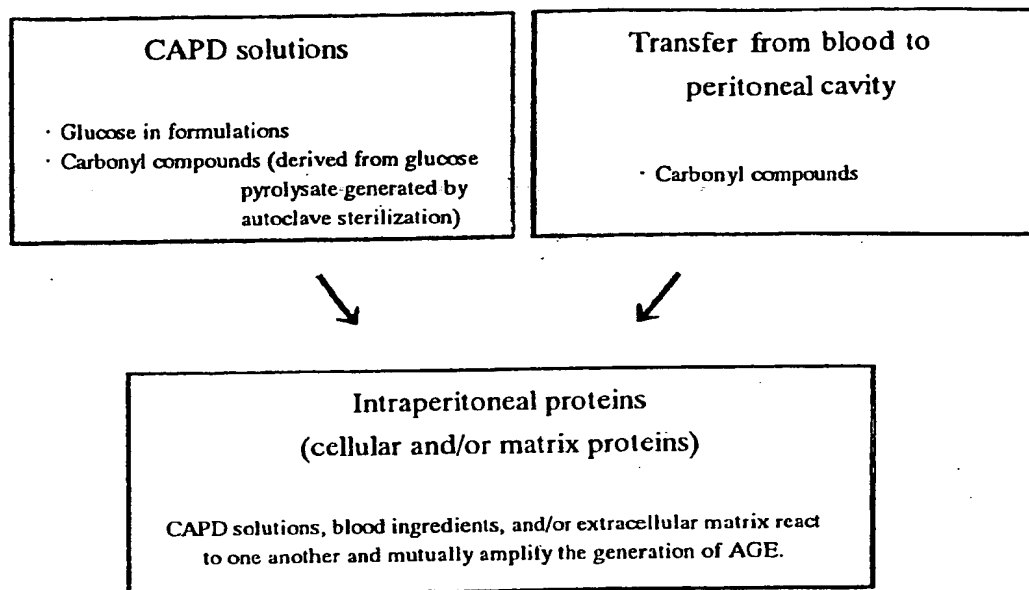 CAPD solutions
· Glucose in formulations
· Carbonyl compounds (derived from glucose
pyrolysate-generated by
autoclave sterilization)
Transfer from blood to
peritoneal cavity
· Carbonyl compounds
Intraperitoneal proteins
(cellular and/or matrix proteins)
CAPD solutions, blood ingredients, and/or extracellular matrix react
to one another and mutually amplify the generation of AGE.